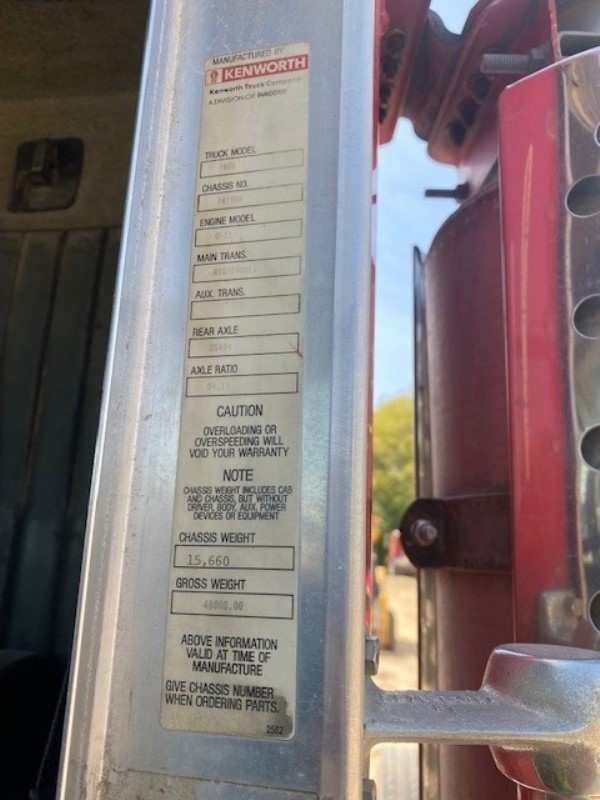 MANUFACTURED BY
KENWORTH
Kenworth Truck Company
A DIVISION OF PACCAR
TRUCK MODEL
CHASSIS NO.
ENGINE MODEL
MAIN TRANS.
AUX. TRANS.
REAR AXLE
AXLE RATIO
CAUTION
OVERLOADING OR
OVERSPEEDING WILL
VOID YOUR WARRANTY
NOTE
CHASSIS WEIGHT INCLUDES CAB
AND CHASSIS, BUT WITHOUT
DRIVER, BODY, AUX. POWER
DEVICES OR EQUIPMENT
CHASSIS WEIGHT
15,660
GROSS WEIGHT
ABOVE INFORMATION
VALID AT TIME OF
MANUFACTURE
GIVE CHASSIS NUMBER
WHEN ORDERING PARTS.
2562